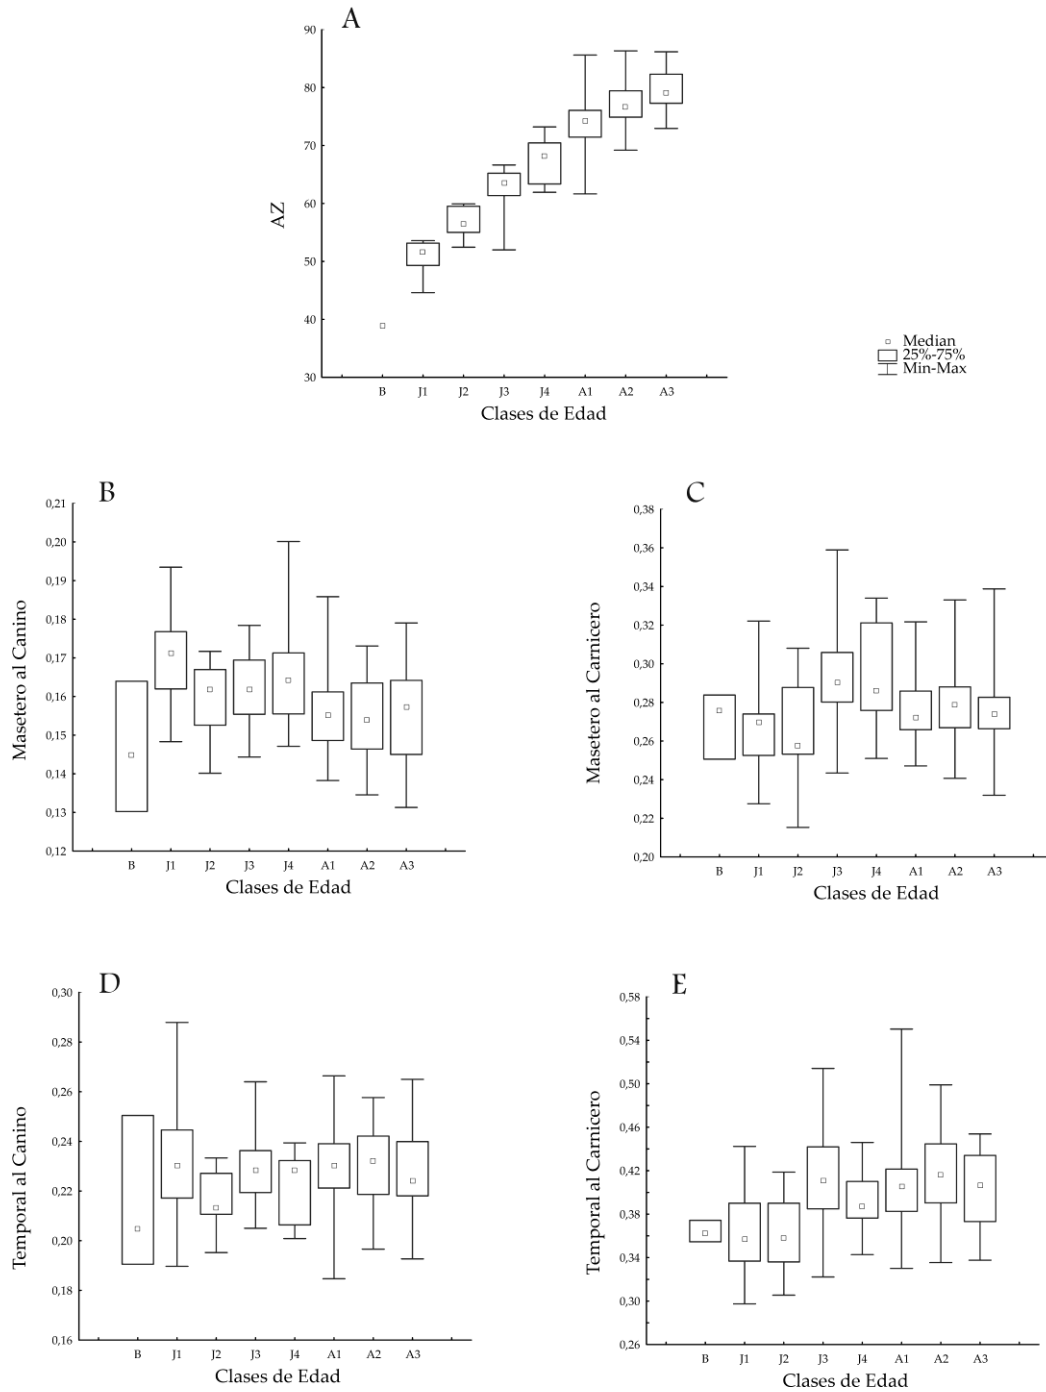 A
90
80
70
60
50
40
30
AZ
B J1 J2 J3 J4 A1 A2 A3
Clases de Edad
Median
25%-75%
Min-Max
B
0,21
0,20
0,19
0,18
0,17
0,16
0,15
0,14
0,13
0,12
Masetero al Canino
B J1 J2 J3 J4 A1 A2 A3
Clases de Edad
C
0,38
0,36
0,34
0,32
0,30
0,28
0,26
0,24
0,22
0,20
Masetero al Carnicero
B J1 J2 J3 J4 A1 A2 A3
Clases de Edad
D
0,30
0,28
0,26
0,24
0,22
0,20
0,18
0,16
Temporal al Canino
B J1 J2 J3 J4 A1 A2 A3
Clases de Edad
E
0,58
0,54
0,50
0,46
0,42
0,38
0,34
0,30
0,26
Temporal al Carnicero
B J1 J2 J3 J4 A1 A2 A3
Clases de Edad